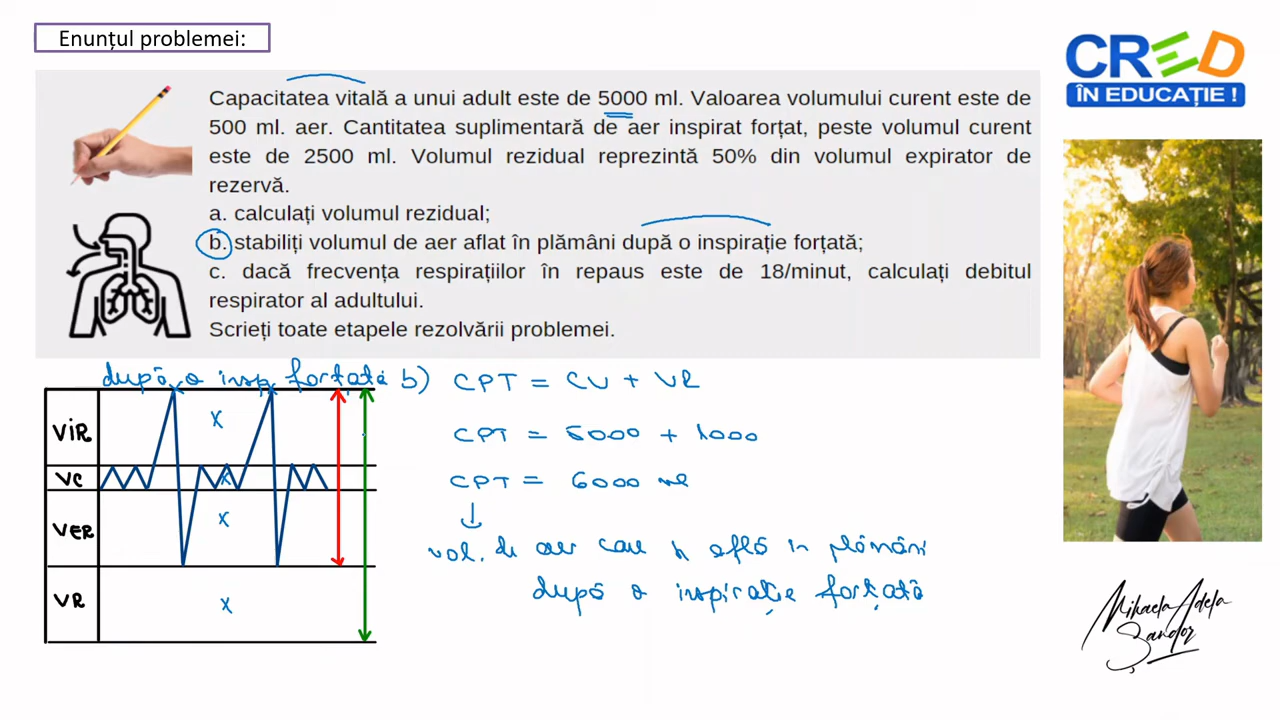 Enunțul problemei:
CRED
ÎN EDUCAȚIE !
Capacitatea vitală a unui adult este de 5000 ml. Valoarea volumului curent este de
500 ml. aer. Cantitatea suplimentară de aer inspirat forțat, peste volumul curent
este de 2500 ml. Volumul rezidual reprezintă 50% din volumul expirator de
rezervă.
a. calculați volumul rezidual;
b. stabiliți volumul de aer aflat în plămâni după o inspirație forțată;
c. dacă frecvența respirațiilor în repaus este de 18/minut, calculați debitul
respirator al adultului.
Scrieți toate etapele rezolvării problemei.
după o insp. forțată
VIR
x
VC
x
VER
x
VR
x
b) CPT = CV + VR
CPT = 5000 + 1000
CPT = 6000 ml
vol. de aer care se află în plămâni
după o inspirație forțată
Mihaela Adela
Șandor